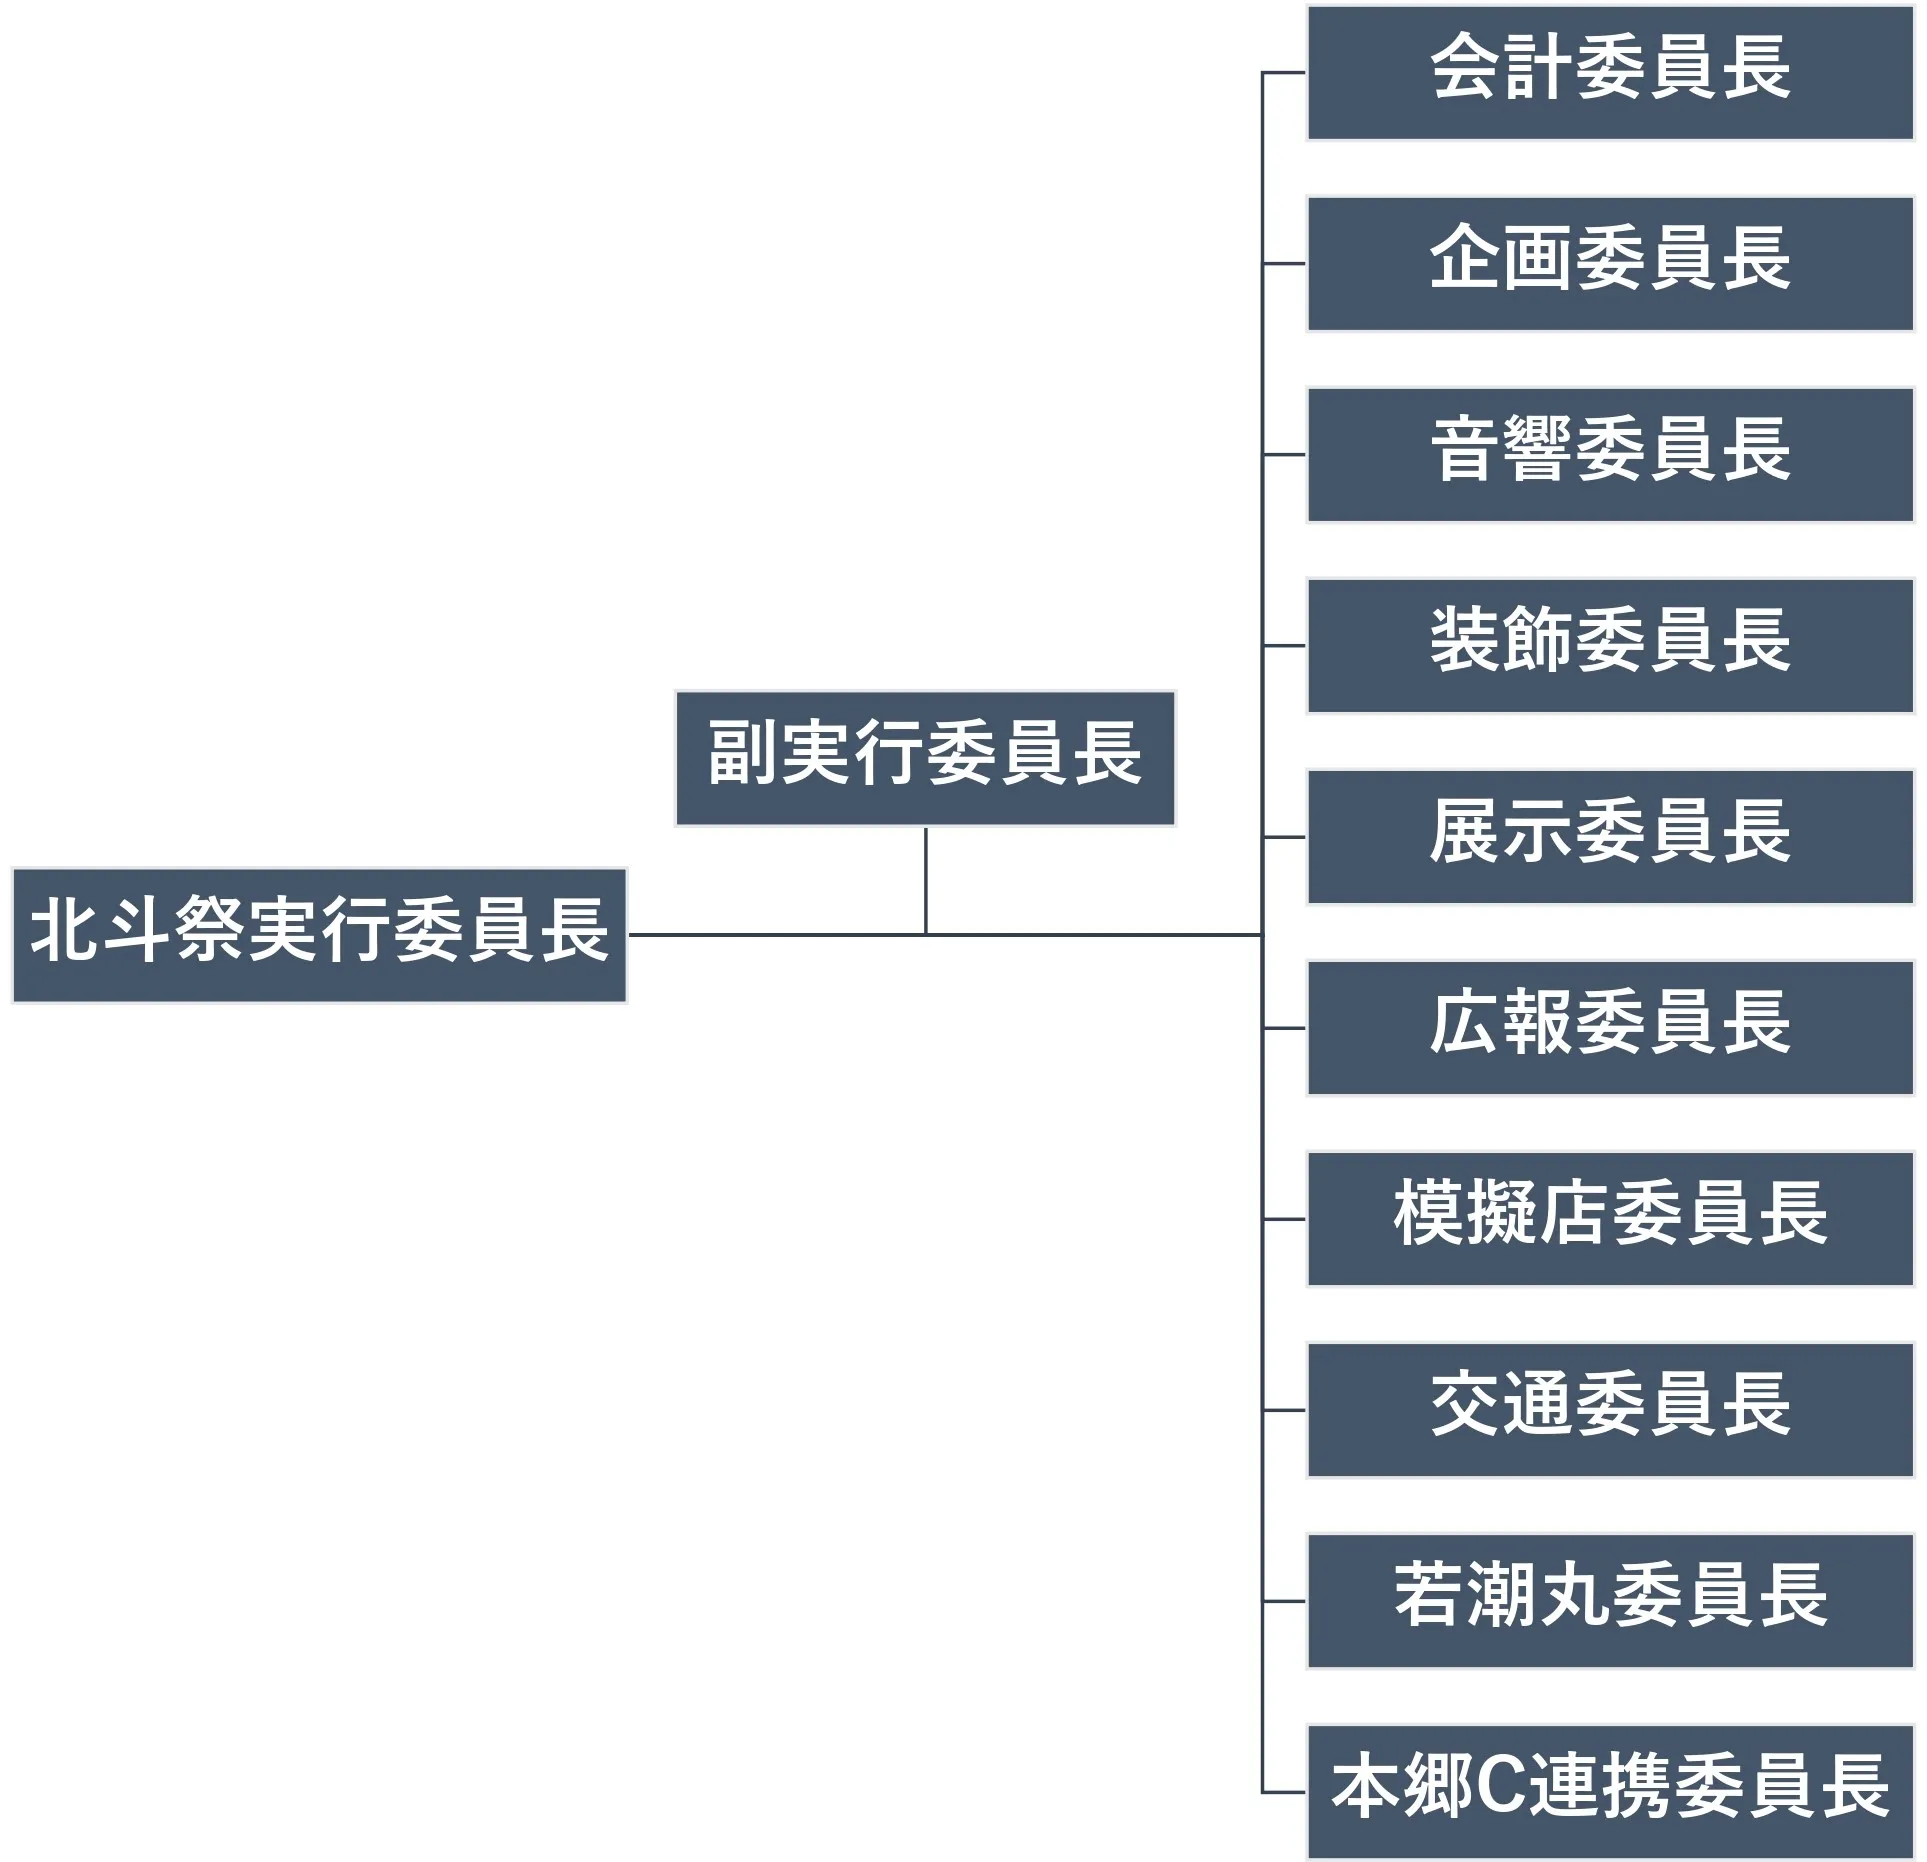 北斗祭実行委員長
副実行委員長
会計委員長
企画委員長
音響委員長
装飾委員長
展示委員長
広報委員長
模擬店委員長
交通委員長
若潮丸委員長
本郷C連携委員長